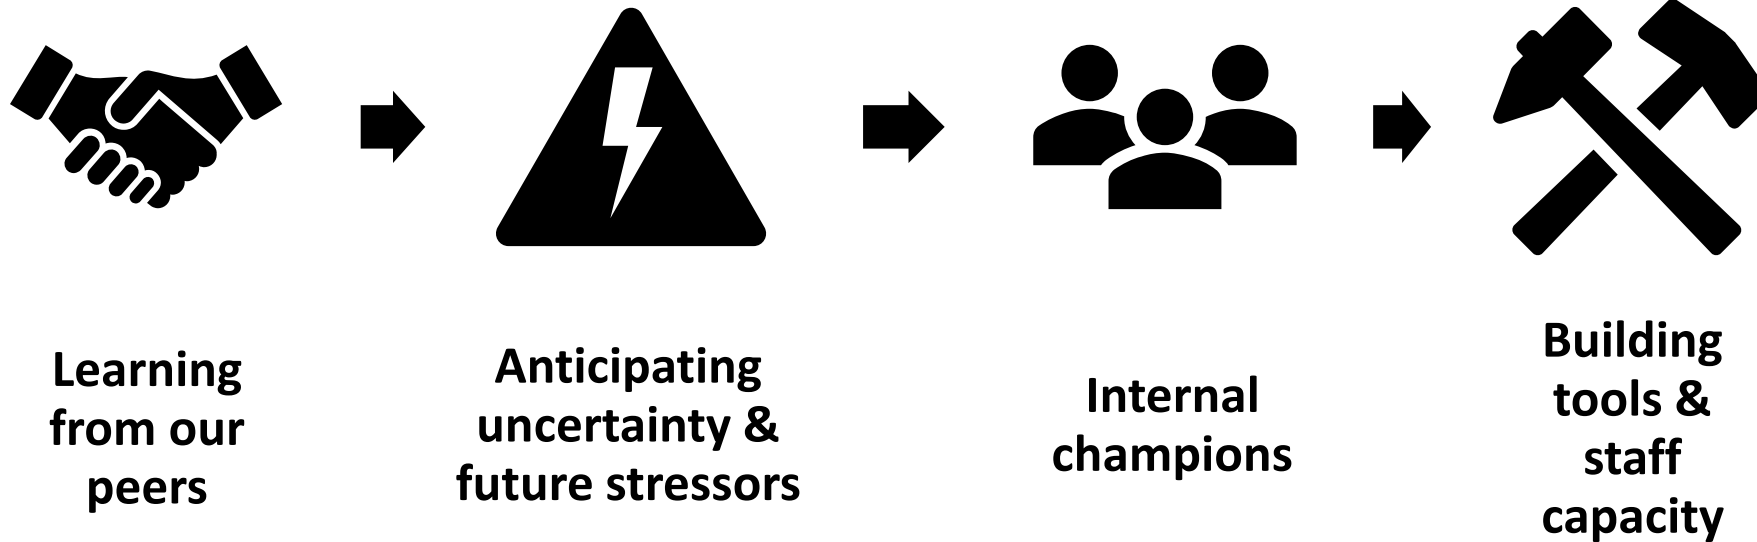 Learning
from our
peers
Anticipating
uncertainty &
future stressors
Internal
champions
Building
tools &
staff
capacity